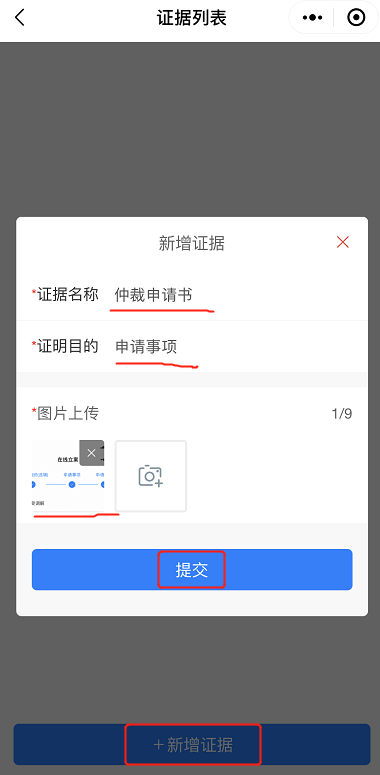 证据列表
新增证据
*证据名称 仲裁申请书
*证明目的 申请事项
*图片上传 1/9
在线立案
申请事项
提交
+新增证据